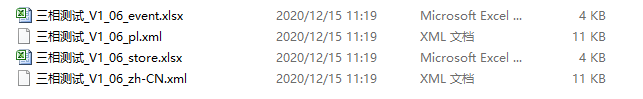 三相测试_V1_06_event.xlsx 2020/12/15 11:19 Microsoft Excel ... 4 KB
三相测试_V1_06_pl.xml 2020/12/15 11:19 XML 文档 11 KB
三相测试_V1_06_store.xlsx 2020/12/15 11:19 Microsoft Excel ... 4 KB
三相测试_V1_06_zh-CN.xml 2020/12/15 11:19 XML 文档 11 KB